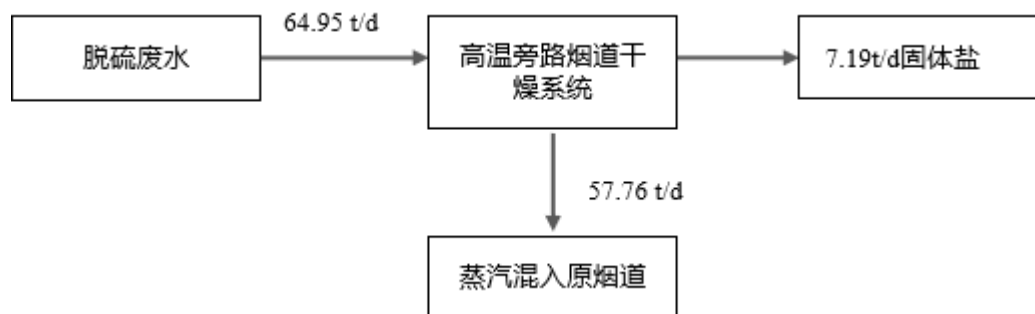 64.95 t/d
脱硫废水
高温旁路烟道干
燥系统
7.19t/d固体盐
57.76 t/d
蒸汽混入原烟道